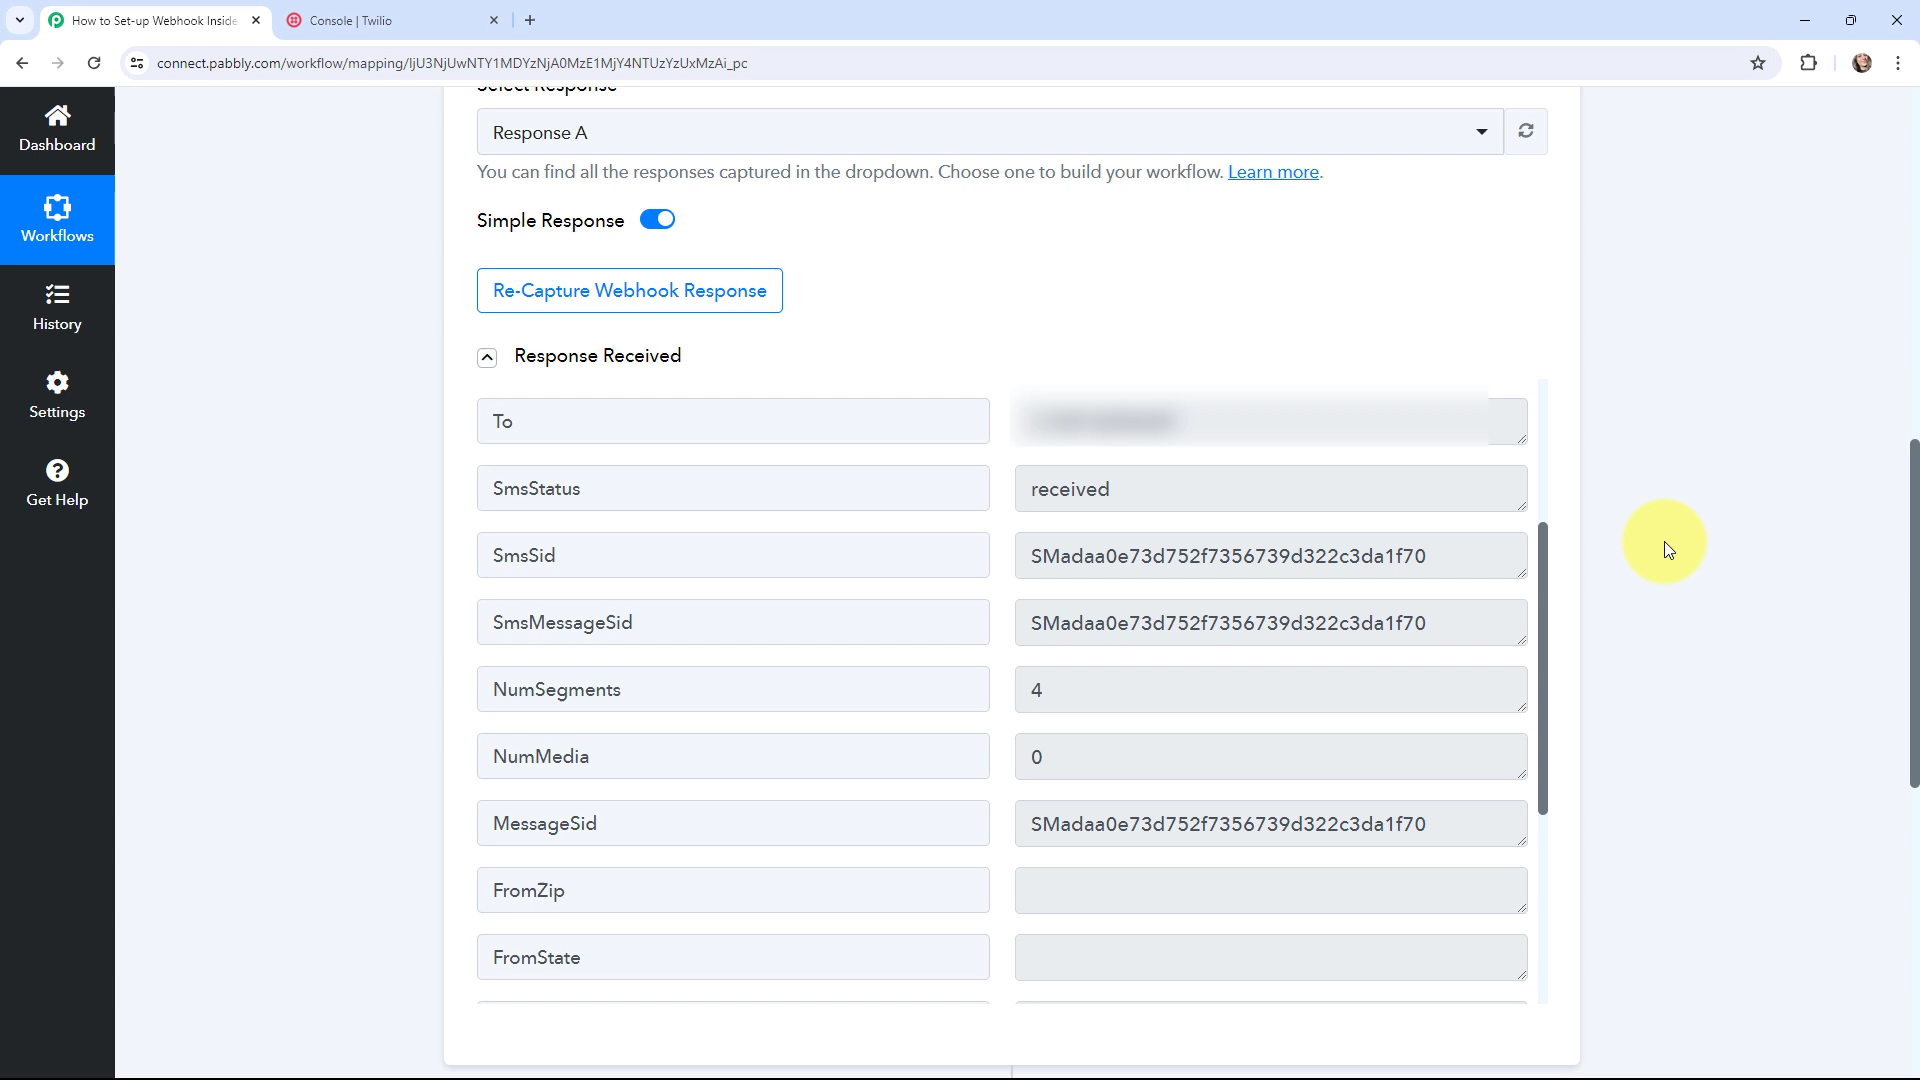 How to Set-up Webhook Inside
Console | Twilio
connect.pabbly.com/workflow/mapping/IjU3NjUwNTY1MDYzNjA0MzE1MjY4NTUzYzUxMzAi_pc
Dashboard
Workflows
History
Settings
Get Help
Select Response
Response A
You can find all the responses captured in the dropdown. Choose one to build your workflow. Learn more.
Simple Response
Re-Capture Webhook Response
Response Received
To
SmsStatus
received
SmsSid
SMadaa0e73d752f7356739d322c3da1f70
SmsMessageSid
SMadaa0e73d752f7356739d322c3da1f70
NumSegments
4
NumMedia
0
MessageSid
SMadaa0e73d752f7356739d322c3da1f70
FromZip
FromState